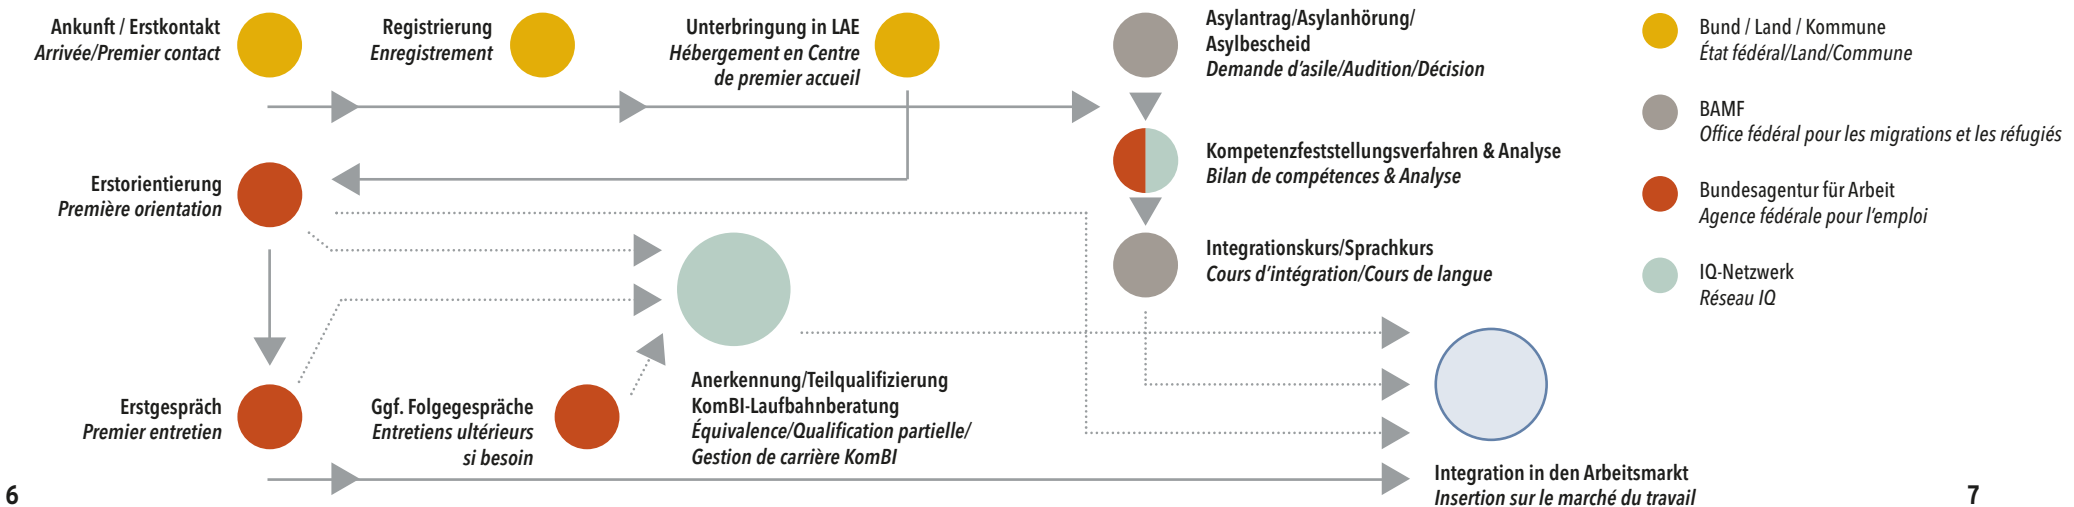 Ankunft / Erstkontakt
Arrivée/Premier contact
Registrierung
Enregistrement
Unterbringung in LAE
Hébergement en Centre
de premier accueil
Asylantrag/Asylanhörung/
Asylbescheid
Demande d'asile/Audition/Décision
Bund / Land / Kommune
État fédéral/Land/Commune
BAMF
Office fédéral pour les migrations et les réfugiés
Kompetenzfeststellungsverfahren & Analyse
Bilan de compétences & Analyse
Erstorientierung
Première orientation
Bundesagentur für Arbeit
Agence fédérale pour l'emploi
Integrationskurs/Sprachkurs
Cours d'intégration/Cours de langue
IQ-Netzwerk
Réseau IQ
Erstgespräch
Premier entretien
Ggf. Folgegespräche
Entretiens ultérieurs
si besoin
Anerkennung/Teilqualifizierung
KomBI-Laufbahnberatung
Équivalence/Qualification partielle/
Gestion de carrière KomBI
Integration in den Arbeitsmarkt
Insertion sur le marché du travail
6
7